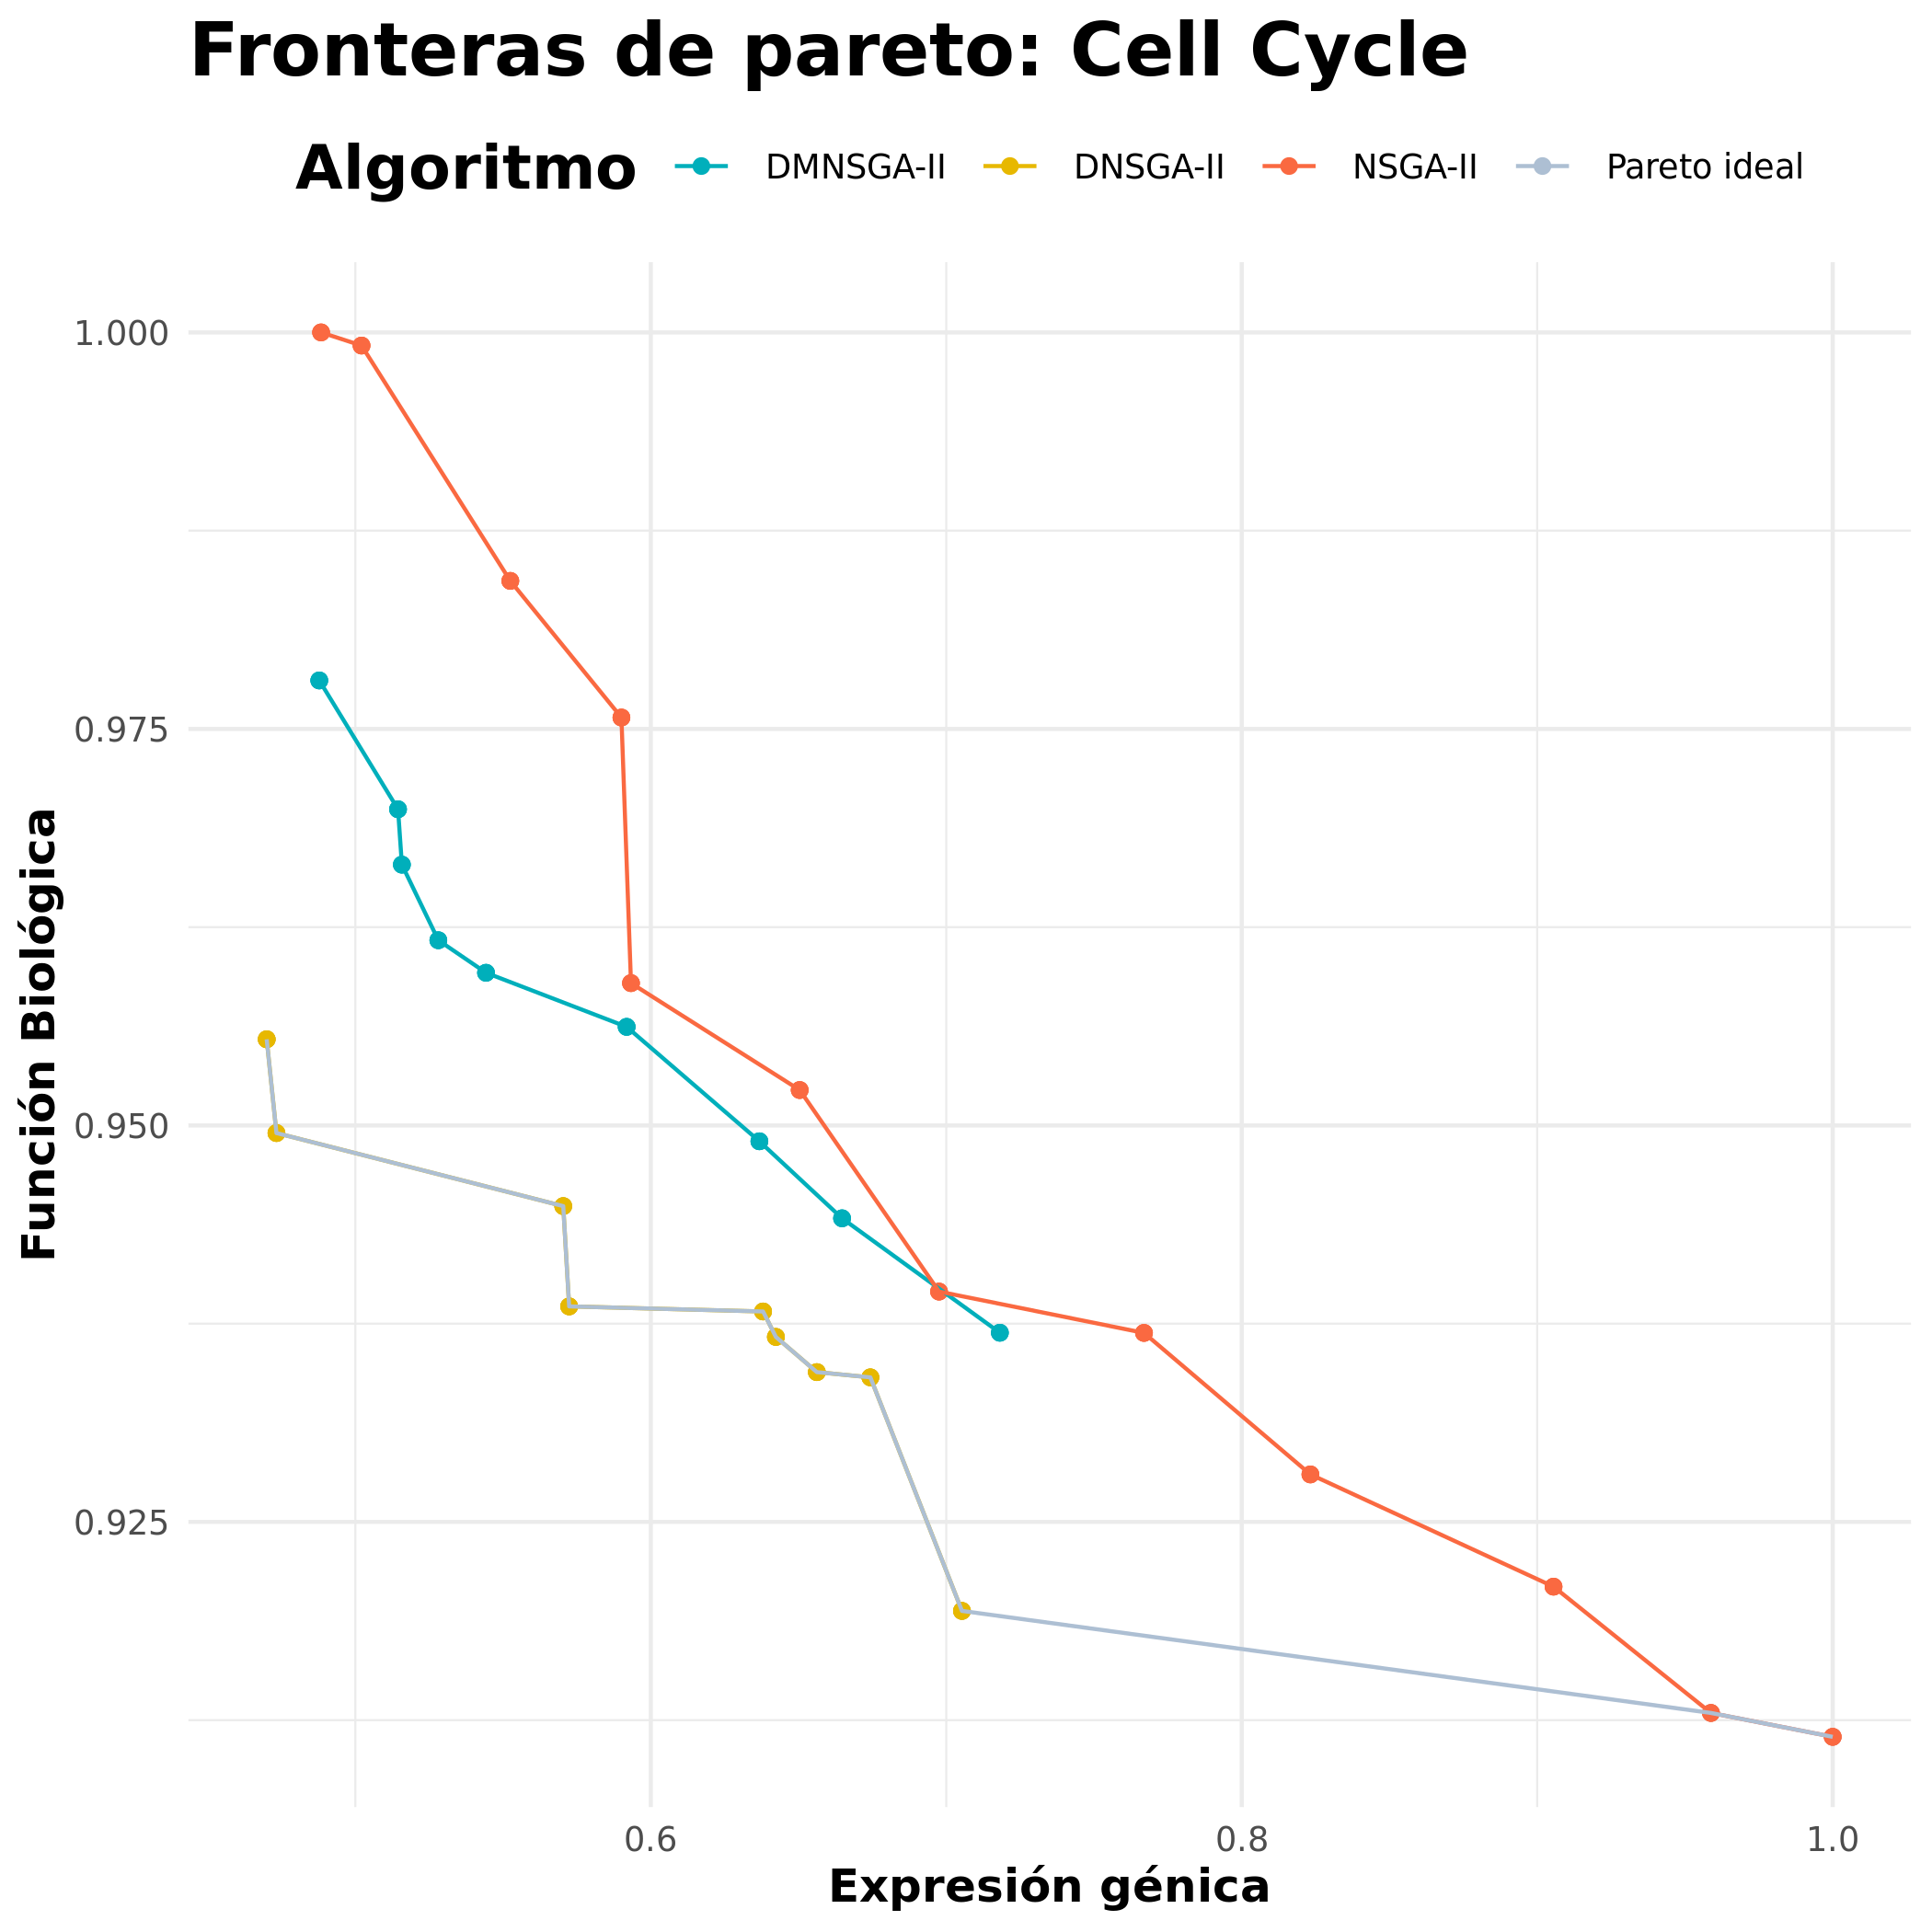 Fronteras de pareto: Cell Cycle
Algoritmo DMNSGA-II DNSGA-II NSGA-II Pareto ideal
1.000
0.975
0.950
0.925
Función Biológica
0.6 0.8 1.0
Expresión génica